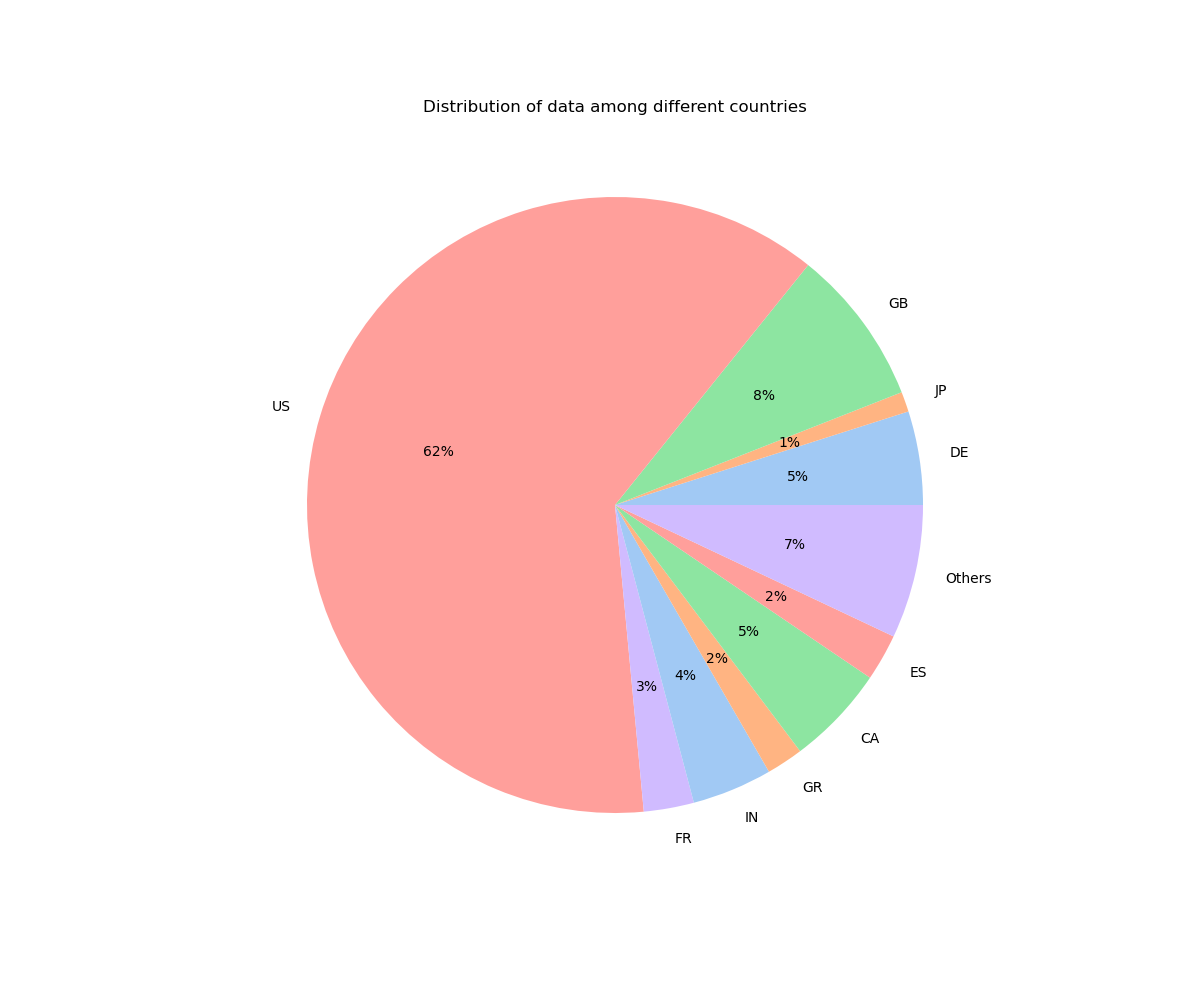 Distribution of data among different countries
GB
JP
8%
US
1%
DE
62%
5%
7%
Others
2%
5%
2%
ES
4%
3%
CA
GR
IN
FR